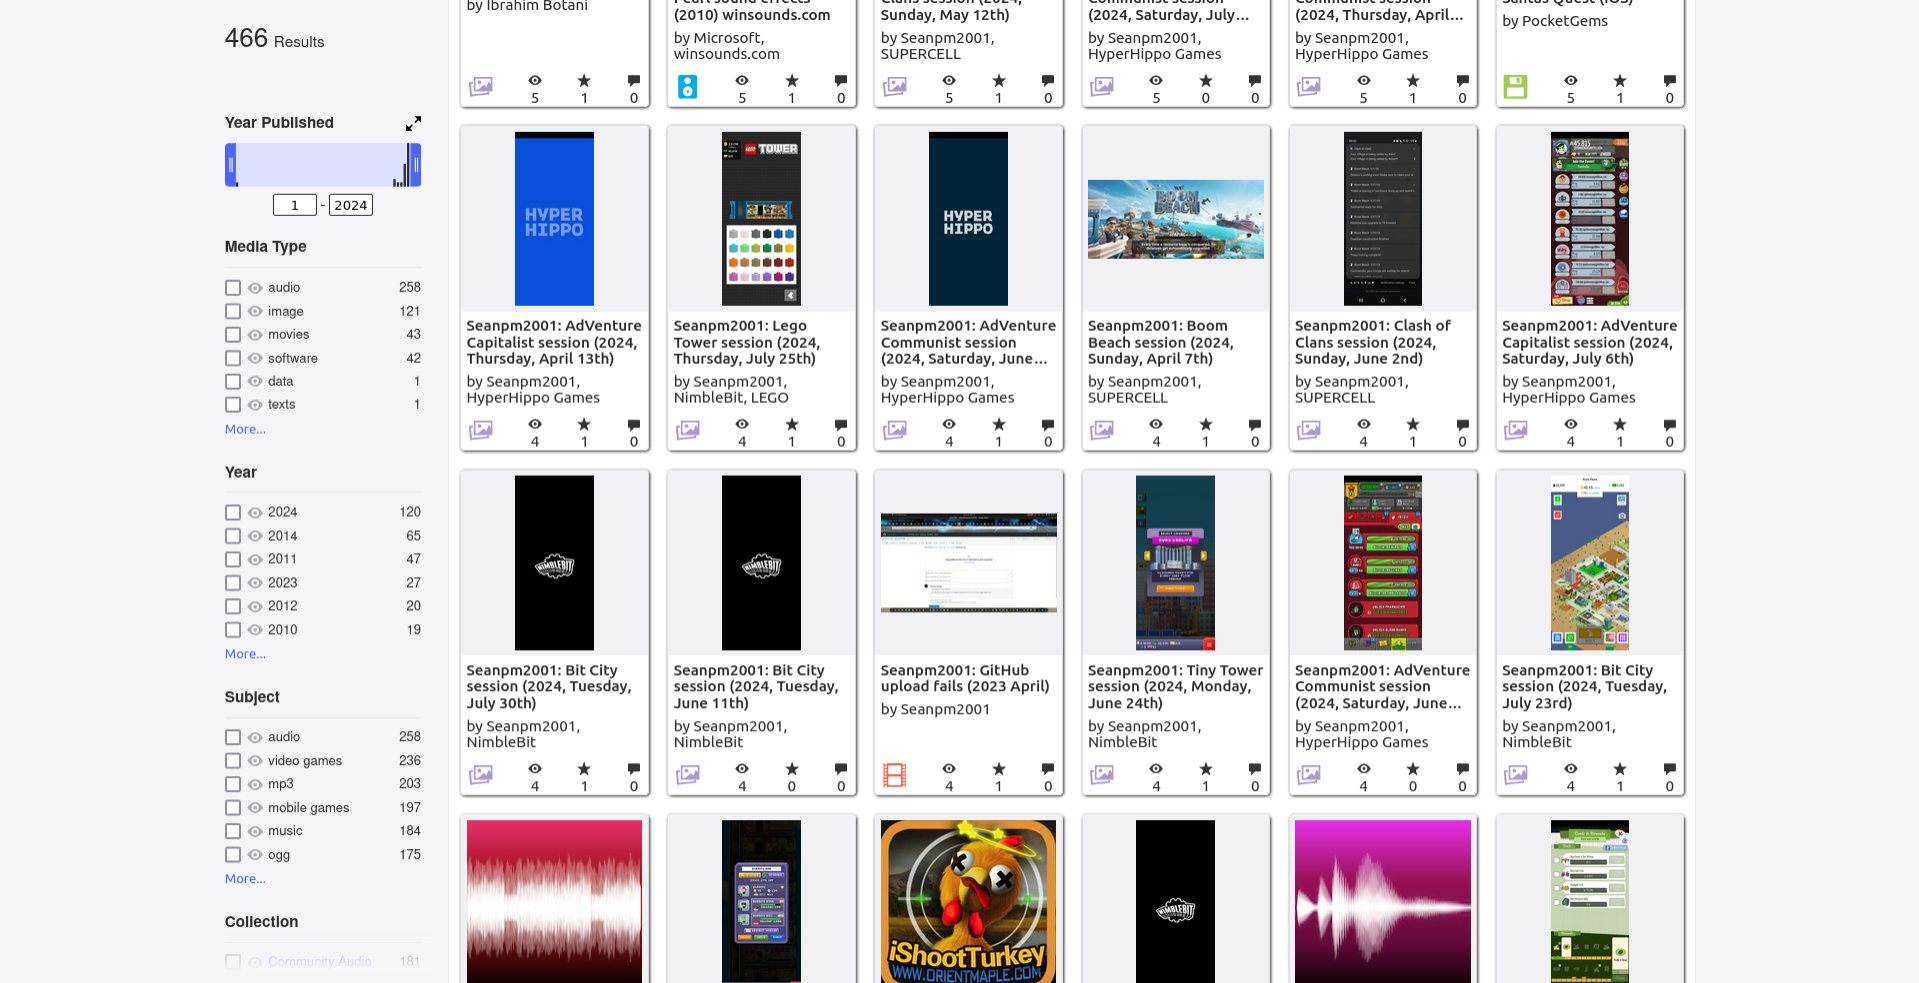 466 Results
Year Published
1 - 2024
Media Type
audio 258
image 121
movies 43
software 42
data 1
texts 1
More...
Year
2024 120
2014 65
2011 47
2023 27
2012 20
2010 19
More...
Subject
audio 258
video games 236
mp3 203
mobile games 197
music 184
ogg 175
More...
Collection
Community Audio 181
by Ibrahim Botani
5 1 0
(2010) winsounds.com
by Microsoft,
winsounds.com
5 1 0
Sunday, May 12th)
by Seanpm2001,
SUPERCELL
5 1 0
(2024, Saturday, July...
by Seanpm2001,
HyperHippo Games
5 0 0
(2024, Thursday, April...
by Seanpm2001,
HyperHippo Games
5 1 0
by PocketGems
5 1 0
HYPER
HIPPO
Seanpm2001: AdVenture
Capitalist session (2024,
Thursday, April 13th)
by Seanpm2001,
HyperHippo Games
4 1 0
LEGO TOWER
Seanpm2001: Lego
Tower session (2024,
Thursday, July 25th)
by Seanpm2001,
NimbleBit, LEGO
4 1 0
HYPER
HIPPO
Seanpm2001: AdVenture
Communist session
(2024, Saturday, June...
by Seanpm2001,
HyperHippo Games
4 1 0
BOOM
BEACH
Seanpm2001: Boom
Beach session (2024,
Sunday, April 7th)
by Seanpm2001,
SUPERCELL
4 1 0
Seanpm2001: Clash of
Clans session (2024,
Sunday, June 2nd)
by Seanpm2001,
SUPERCELL
4 1 0
Seanpm2001: AdVenture
Capitalist session (2024,
Saturday, July 6th)
by Seanpm2001,
HyperHippo Games
4 1 0
NIMBLEBIT
Seanpm2001: Bit City
session (2024, Tuesday,
July 30th)
by Seanpm2001,
NimbleBit
4 1 0
NIMBLEBIT
Seanpm2001: Bit City
session (2024, Tuesday,
June 11th)
by Seanpm2001,
NimbleBit
4 0 0
Seanpm2001: GitHub
upload fails (2023 April)
by Seanpm2001
4 1 0
Seanpm2001: Tiny Tower
session (2024, Monday,
June 24th)
by Seanpm2001,
NimbleBit
4 1 0
Seanpm2001: AdVenture
Communist session
(2024, Saturday, June...
by Seanpm2001,
HyperHippo Games
4 0 0
Seanpm2001: Bit City
session (2024, Tuesday,
July 23rd)
by Seanpm2001,
NimbleBit
4 1 0
iShootTurkey
WWW.ORIENTMAPLE.COM
NIMBLEBIT